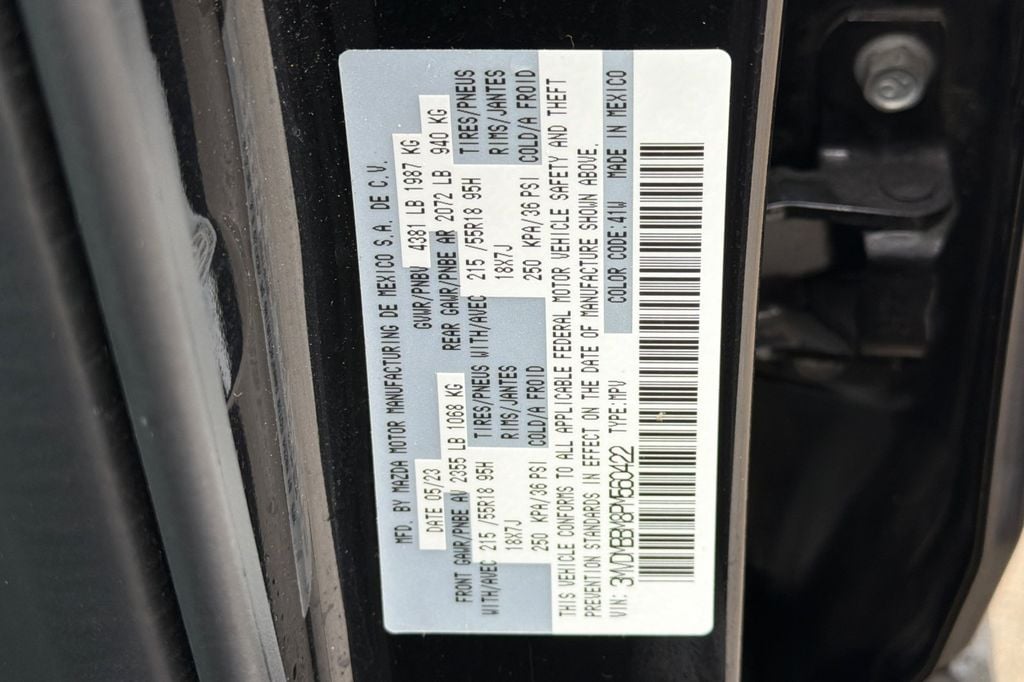 MFD. BY MAZDA MOTOR MANUFACTURING DE MEXICO S.A. DE C.V.
DATE 05/23 GVWR/PNBV 4381 LB 1987 KG
FRONT GAWR/PNBE AV 2355 LB 1068 KG REAR GAWR/PNBE AR 2072 LB 940 KG
WITH/AVEC 215 /55R18 95H TIRES/PNEUS WITH/AVEC 215 /55R18 95H TIRES/PNEUS
18X7J RIMS/JANTES 18X7J RIMS/JANTES
250 KPA/36 PSI COLD/A FROID 250 KPA/36 PSI COLD/A FROID
THIS VEHICLE CONFORMS TO ALL APPLICABLE FEDERAL MOTOR VEHICLE SAFETY AND THEFT
PREVENTION STANDARDS IN EFFECT ON THE DATE OF MANUFACTURE SHOWN ABOVE.
VIN: 3MVDMBBM8PM560422 TYPE:MPV COLOR CODE:41W MADE IN MEXICO